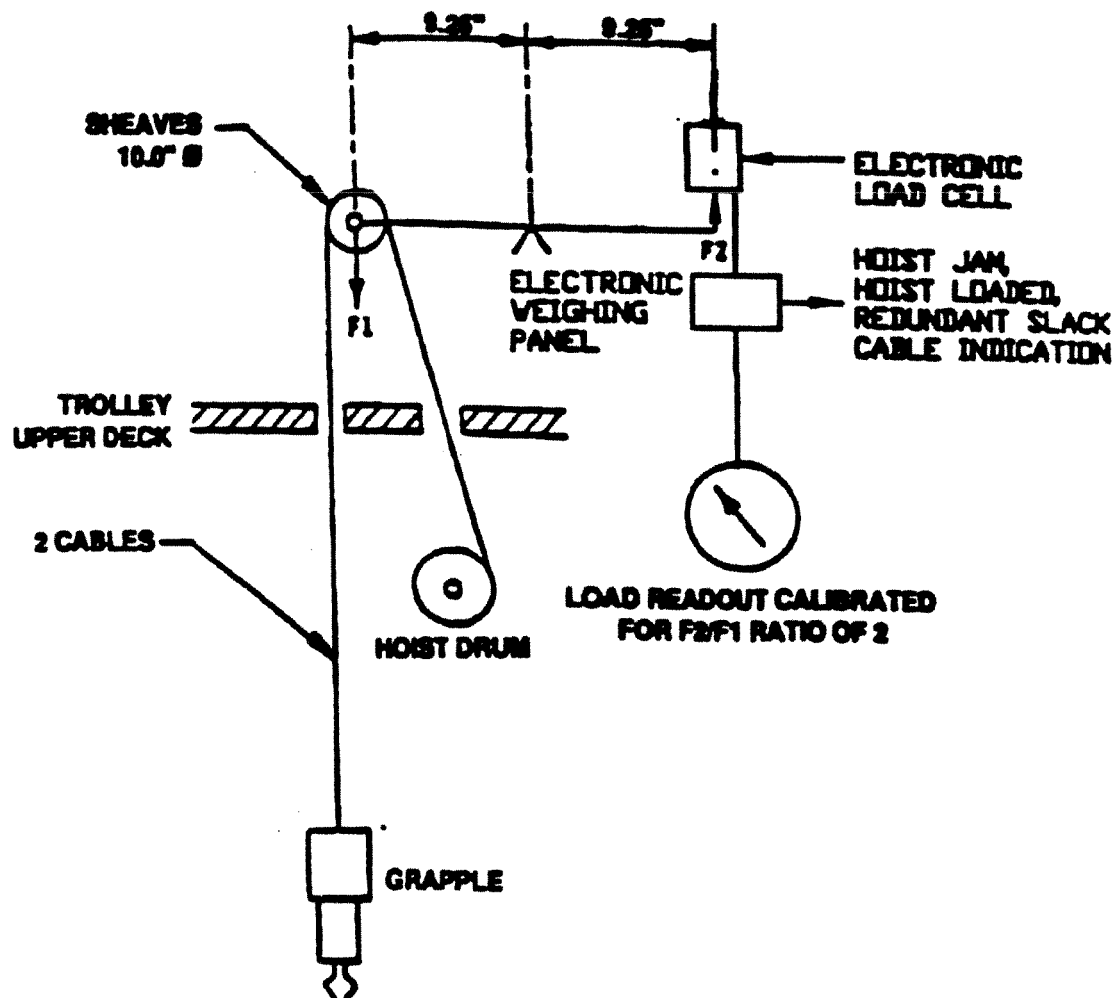 9.25" 9.25"
SHEAVES
10.0" Ø
ELECTRONIC
LOAD CELL
F1
F2
ELECTRONIC
WEIGHING
PANEL
HOIST JAM,
HOIST LOADED,
REDUNDANT SLACK
CABLE INDICATION
TROLLEY
UPPER DECK
2 CABLES
HOIST DRUM
LOAD READOUT CALIBRATED
FOR F2/F1 RATIO OF 2
GRAPPLE